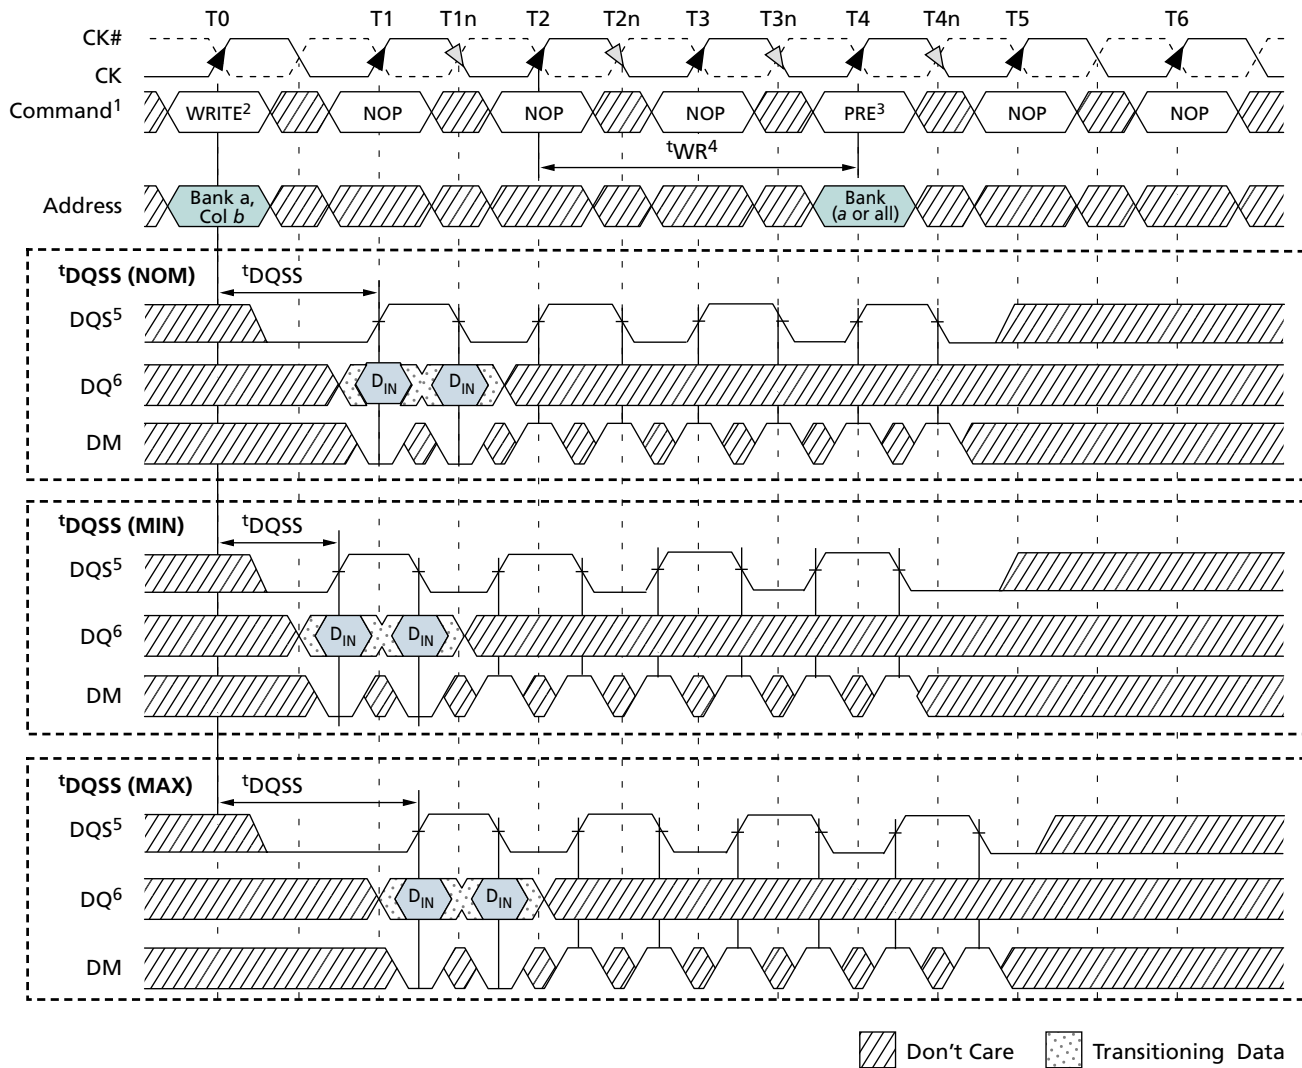 T0 T1 T1n T2 T2n T3 T3n T4 T4n T5 T6
CK#
CK
Command1 WRITE2 NOP NOP NOP PRE3 NOP NOP
tWR4
Address Bank a, Col b Bank (a or all)
tDQSS (NOM) tDQSS
DQS5
DQ6 DIN DIN
DM
tDQSS (MIN) tDQSS
DQS5
DQ6 DIN DIN
DM
tDQSS (MAX) tDQSS
DQS5
DQ6 DIN DIN
DM
Don't Care Transitioning Data